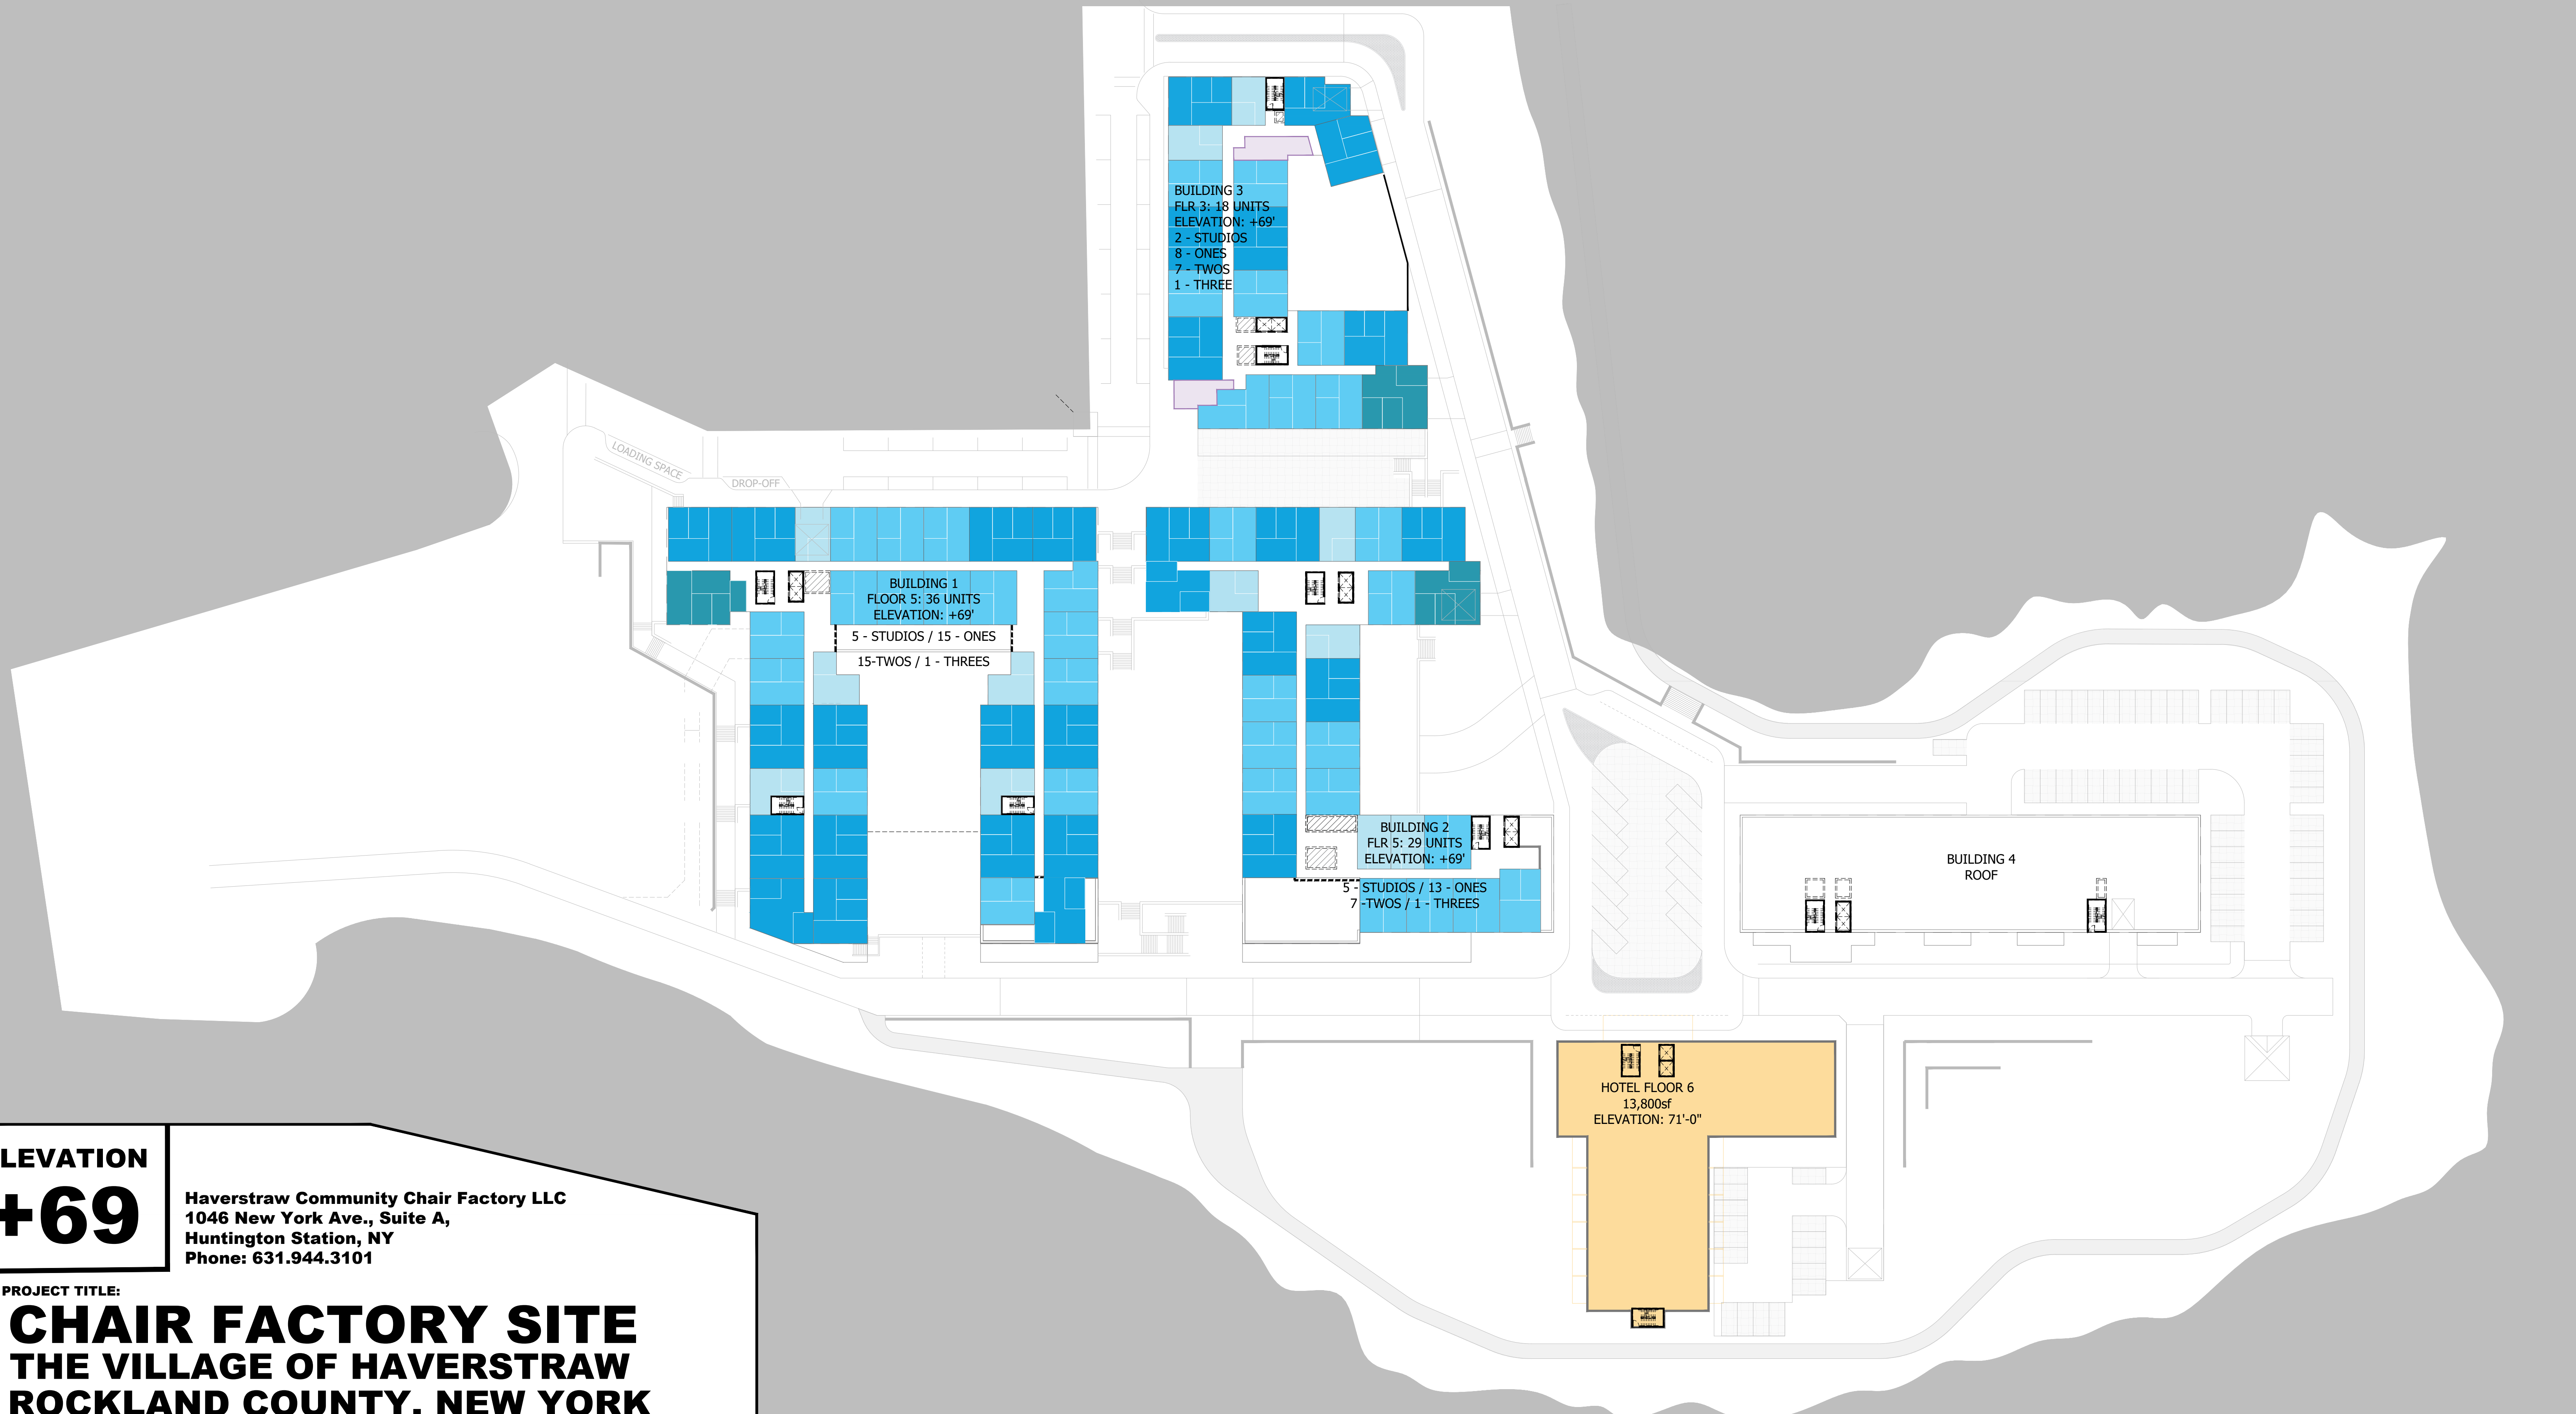 BUILDING 3
FLR 3: 18 UNITS
ELEVATION: +69'
2 - STUDIOS
8 - ONES
7 - TWOS
1 - THREE
LOADING SPACE
DROP-OFF
BUILDING 1
FLOOR 5: 36 UNITS
ELEVATION: +69'
5 - STUDIOS / 15 - ONES
15-TWOS / 1 - THREES
BUILDING 2
FLR 5: 29 UNITS
ELEVATION: +69'
5 - STUDIOS / 13 - ONES
7 -TWOS / 1 - THREES
BUILDING 4
ROOF
HOTEL FLOOR 6
13,800sf
ELEVATION: 71'-0"
LEVATION
+69
Haverstraw Community Chair Factory LLC
1046 New York Ave., Suite A,
Huntington Station, NY
Phone: 631.944.3101
PROJECT TITLE:
CHAIR FACTORY SITE
THE VILLAGE OF HAVERSTRAW
ROCKLAND COUNTY, NEW YORK